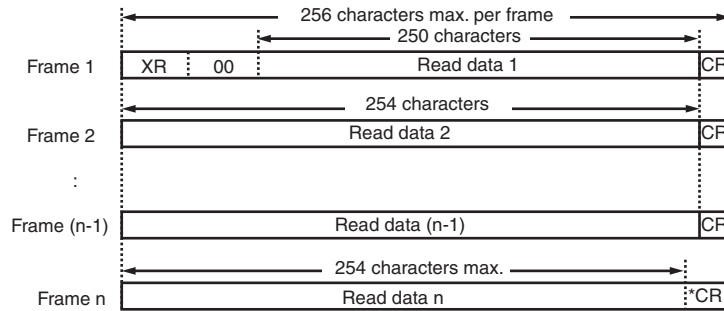 256 characters max. per frame
250 characters
Frame 1 XR 00 Read data 1 CR
254 characters
Frame 2 Read data 2 CR
:
Frame (n-1) Read data (n-1) CR
254 characters max.
Frame n Read data n *CR